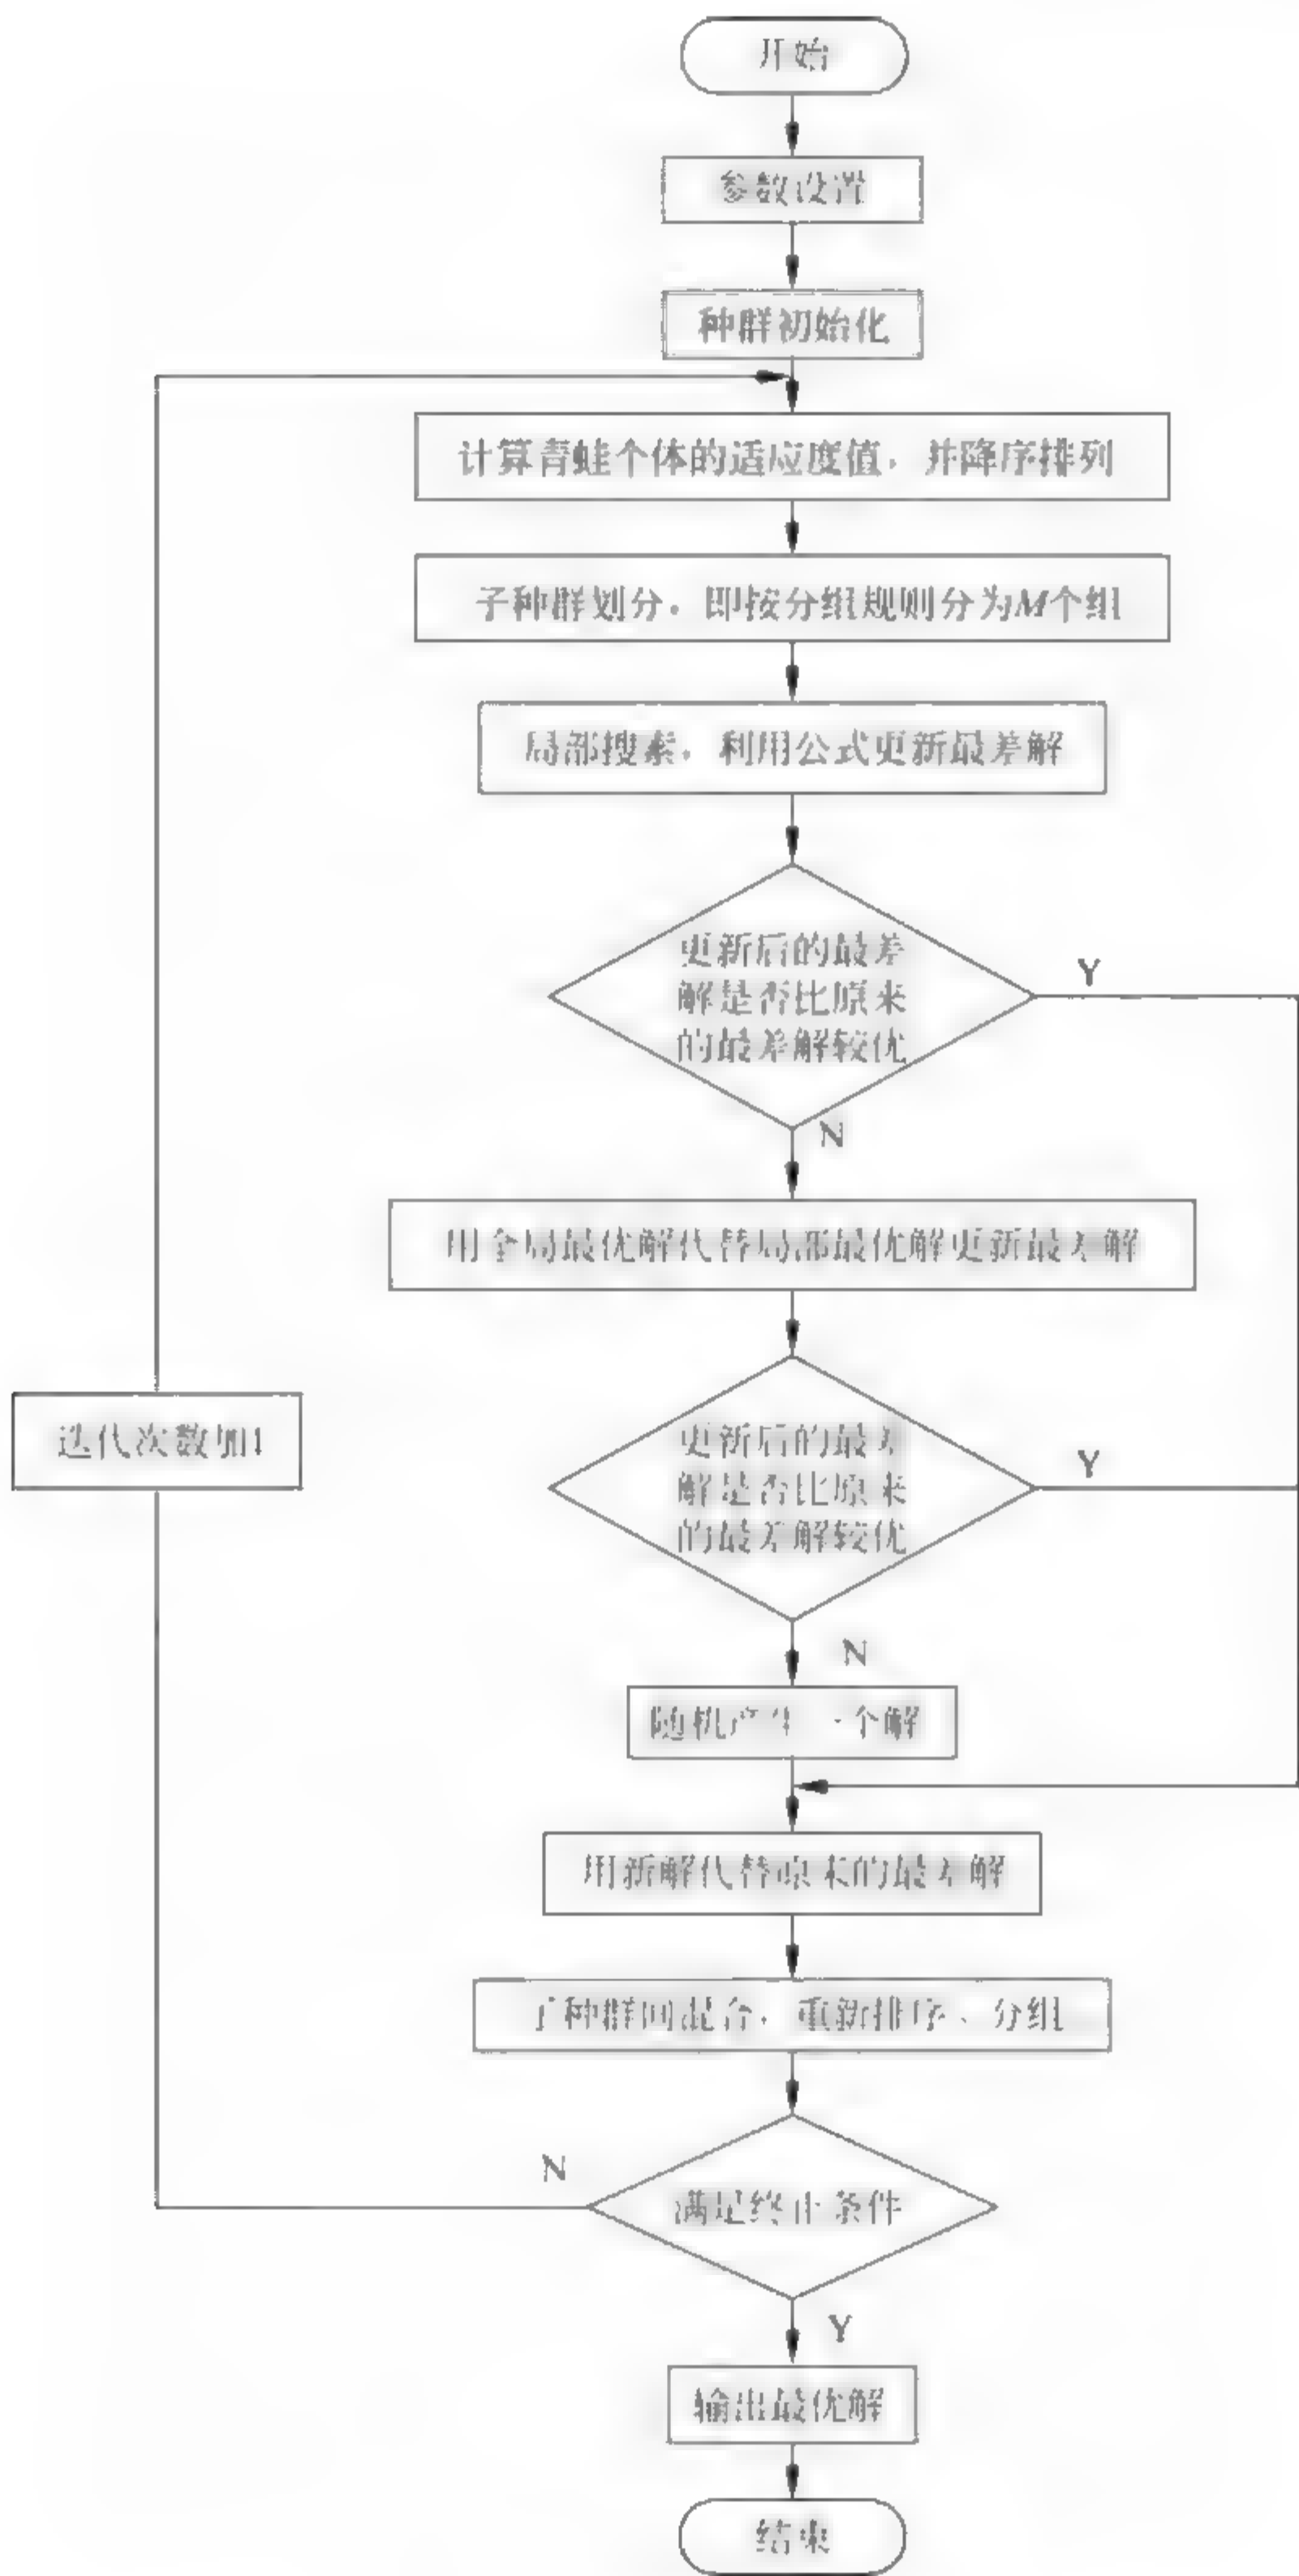 开始
参数设置
种群初始化
计算青蛙个体的适应度值，并降序排列
子种群划分，即按分组规则分为M个组
局部搜素，利用公式更新最差解
更新后的最差
解是否比原来
的最差解较优
Y
N
用全局最优解代替局部最优解更新最差解
迭代次数加1
更新后的最差
解是否比原来
的最差解较优
Y
N
随机产生一个解
用新解代替原来的最差解
子种群间混合，重新排序、分组
N
满足终止条件
Y
输出最优解
结束